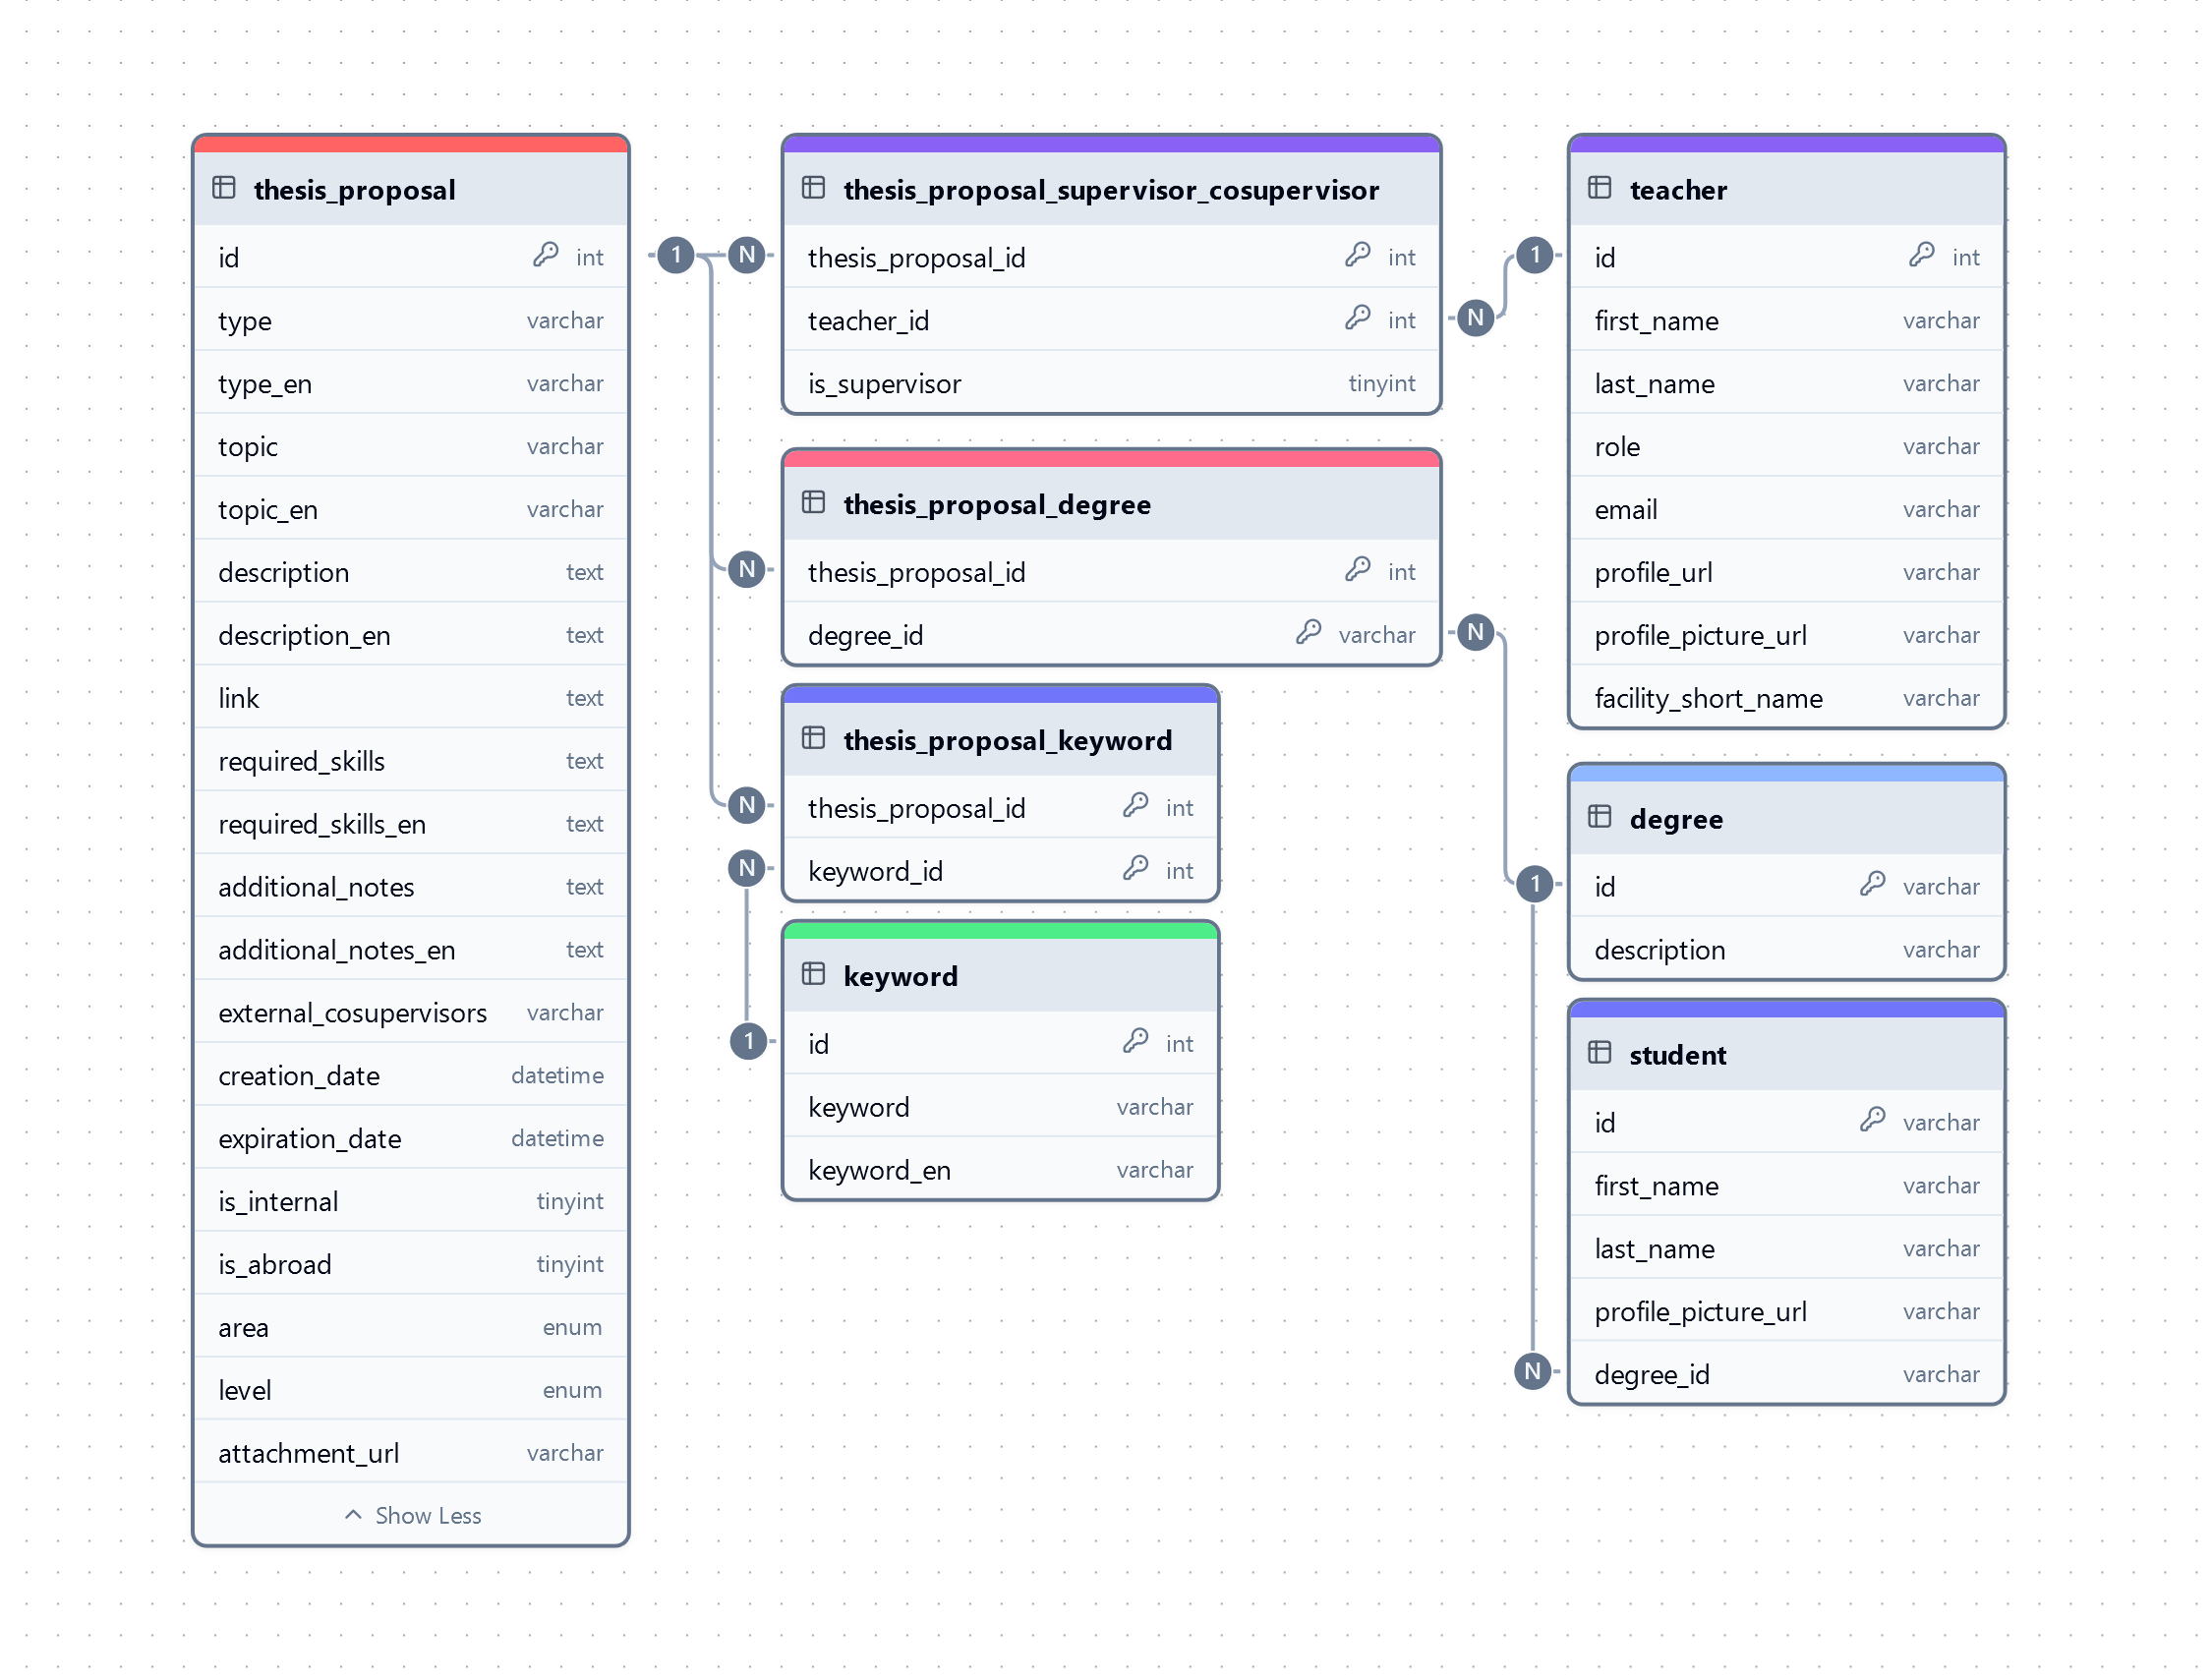 thesis_proposal
id int
type varchar
type_en varchar
topic varchar
topic_en varchar
description text
description_en text
link text
required_skills text
required_skills_en text
additional_notes text
additional_notes_en text
external_cosupervisors varchar
creation_date datetime
expiration_date datetime
is_internal tinyint
is_abroad tinyint
area enum
level enum
attachment_url varchar
Show Less
1
N
N
N
N
1
thesis_proposal_supervisor_cosupervisor
thesis_proposal_id int
teacher_id int
is_supervisor tinyint
thesis_proposal_degree
thesis_proposal_id int
degree_id varchar
thesis_proposal_keyword
thesis_proposal_id int
keyword_id int
keyword
id int
keyword varchar
keyword_en varchar
1
N
N
1
N
teacher
id int
first_name varchar
last_name varchar
role varchar
email varchar
profile_url varchar
profile_picture_url varchar
facility_short_name varchar
degree
id varchar
description varchar
student
id varchar
first_name varchar
last_name varchar
profile_picture_url varchar
degree_id varchar